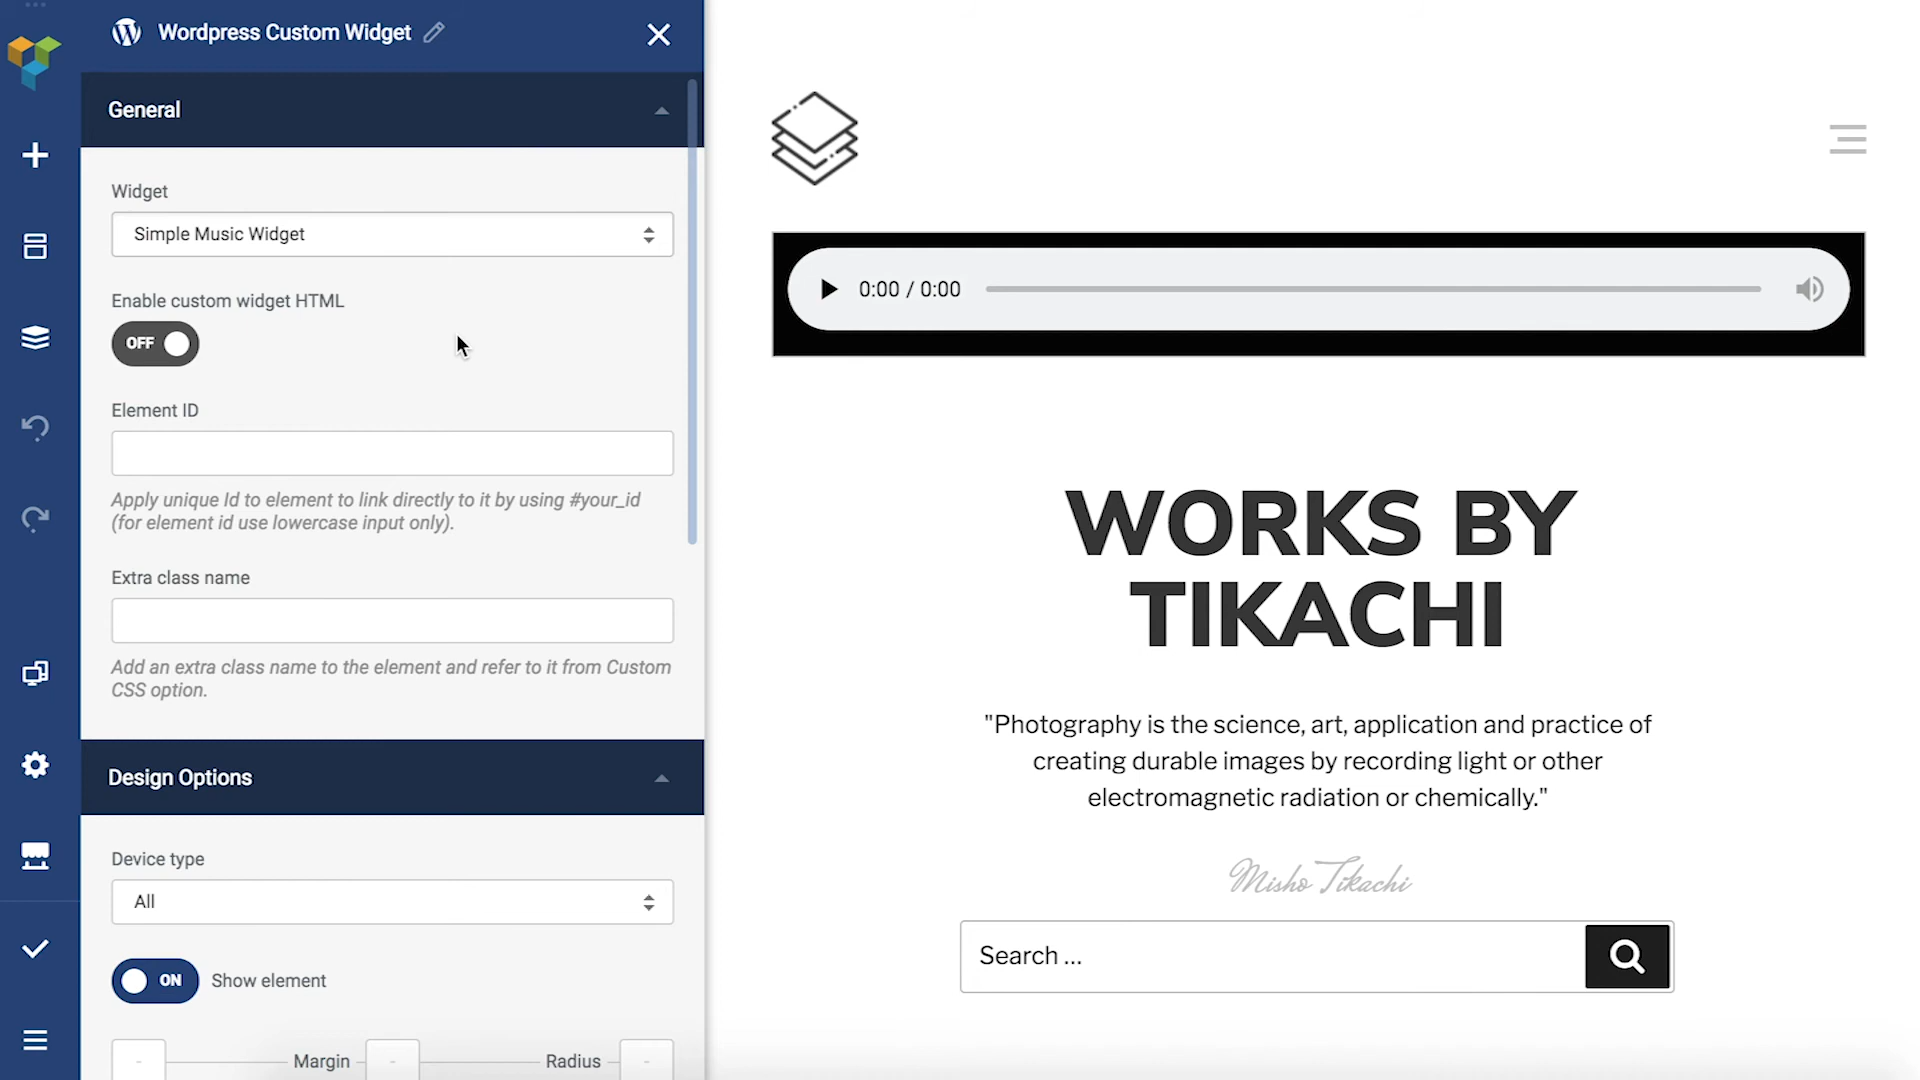 Wordpress Custom Widget
General
Widget
Simple Music Widget
Enable custom widget HTML
OFF
Element ID
Apply unique Id to element to link directly to it by using #your_id
(for element id use lowercase input only).
Extra class name
Add an extra class name to the element and refer to it from Custom
CSS option.
Design Options
Device type
All
ON Show element
- Margin - Radius -
0:00 / 0:00
WORKS BY
TIKACHI
"Photography is the science, art, application and practice of
creating durable images by recording light or other
electromagnetic radiation or chemically."
Misho Tikachi
Search ...